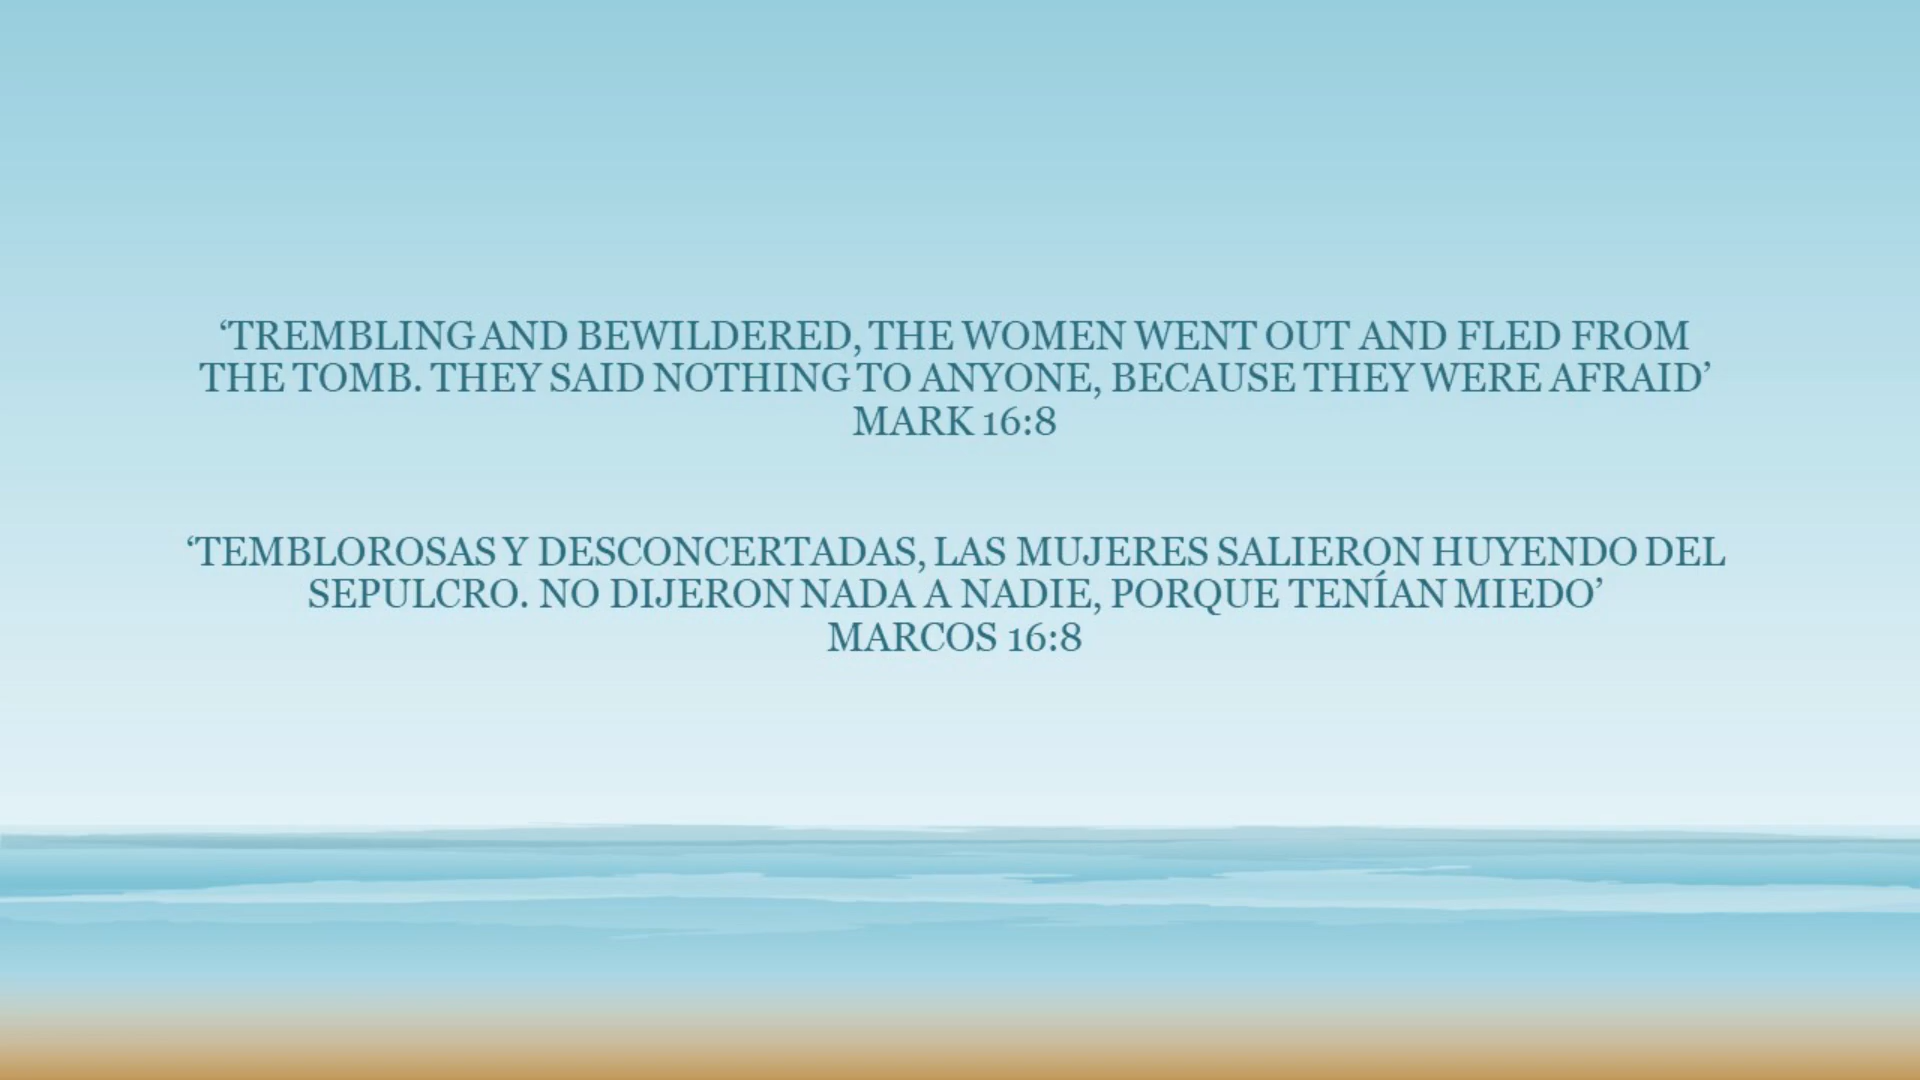 ‘TREMBLING AND BEWILDERED, THE WOMEN WENT OUT AND FLED FROM
THE TOMB. THEY SAID NOTHING TO ANYONE, BECAUSE THEY WERE AFRAID’
MARK 16:8
‘TEMBLOROSAS Y DESCONCERTADAS, LAS MUJERES SALIERON HUYENDO DEL
SEPULCRO. NO DIJERON NADA A NADIE, PORQUE TENÍAN MIEDO’
MARCOS 16:8